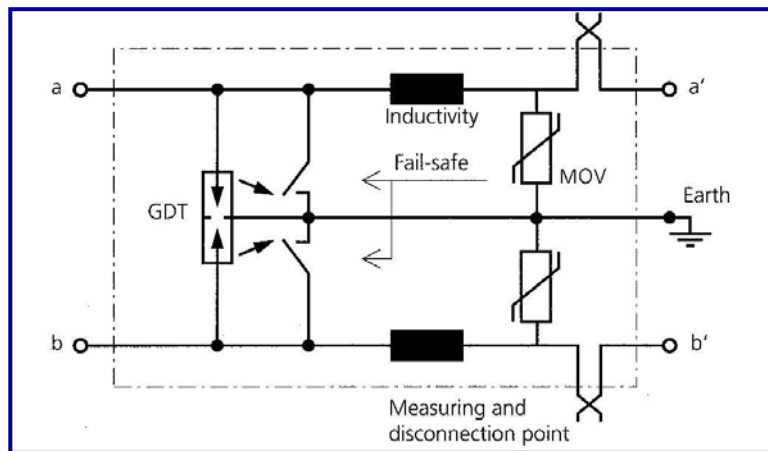 a
a'
Inductivity
Fail-safe
MOV
Earth
GDT
b
b'
Measuring and
disconnection point